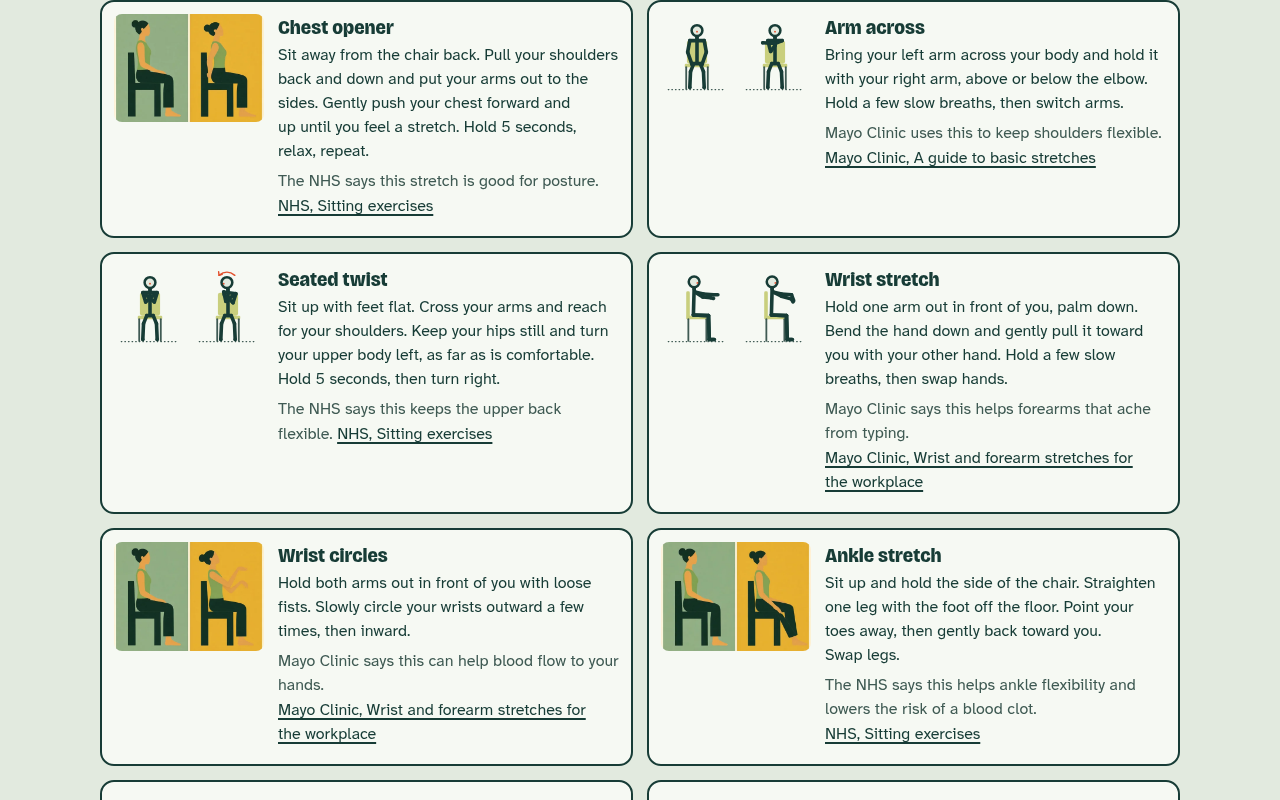 Chest opener
Sit away from the chair back. Pull your shoulders
back and down and put your arms out to the
sides. Gently push your chest forward and
up until you feel a stretch. Hold 5 seconds,
relax, repeat.
The NHS says this stretch is good for posture.
NHS, Sitting exercises
Arm across
Bring your left arm across your body and hold it
with your right arm, above or below the elbow.
Hold a few slow breaths, then switch arms.
Mayo Clinic uses this to keep shoulders flexible.
Mayo Clinic, A guide to basic stretches
Seated twist
Sit up with feet flat. Cross your arms and reach
for your shoulders. Keep your hips still and turn
your upper body left, as far as is comfortable.
Hold 5 seconds, then turn right.
The NHS says this keeps the upper back
flexible. NHS, Sitting exercises
Wrist stretch
Hold one arm out in front of you, palm down.
Bend the hand down and gently pull it toward
you with your other hand. Hold a few slow
breaths, then swap hands.
Mayo Clinic says this helps forearms that ache
from typing.
Mayo Clinic, Wrist and forearm stretches for
the workplace
Wrist circles
Hold both arms out in front of you with loose
fists. Slowly circle your wrists outward a few
times, then inward.
Mayo Clinic says this can help blood flow to your
hands.
Mayo Clinic, Wrist and forearm stretches for
the workplace
Ankle stretch
Sit up and hold the side of the chair. Straighten
one leg with the foot off the floor. Point your
toes away, then gently back toward you.
Swap legs.
The NHS says this helps ankle flexibility and
lowers the risk of a blood clot.
NHS, Sitting exercises